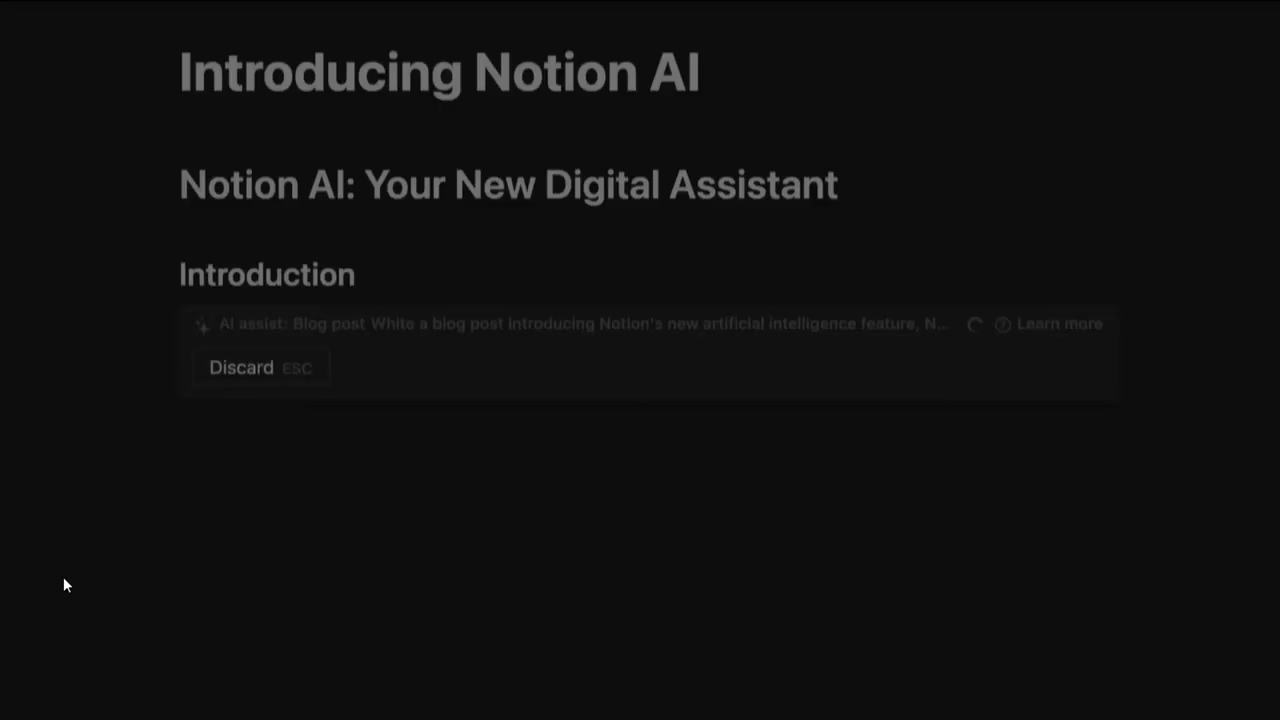 Introducing Notion AI
Notion AI: Your New Digital Assistant
Introduction
AI assist: Blog post White a blog post introducing Notion's new artificial intelligence feature, N... Learn more
Discard ESC